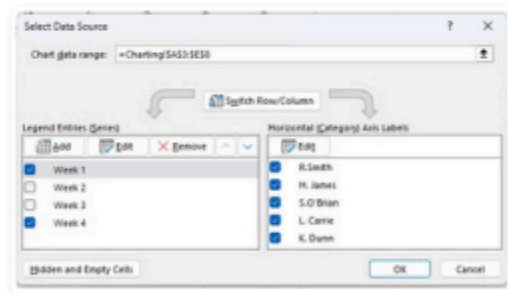 Select Data Source
? ×
Chart data range: =Charting!$A$3:$E$8
Switch Row/Column
Legend Entries (Series)
Add Edit Remove
Week 1
Week 2
Week 3
Week 4
Horizontal (Category) Axis Labels
Edit
R.Smith
H. James
S.O'Brian
L. Carrie
K. Dunn
Hidden and Empty Cells
OK Cancel